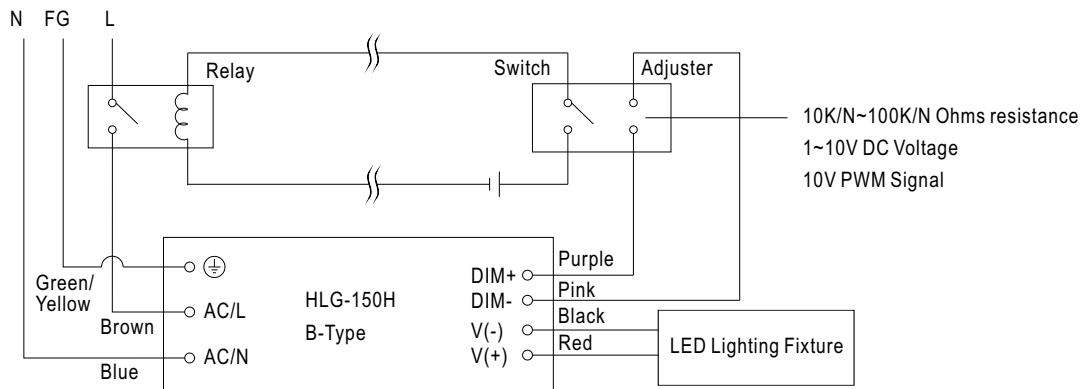 N FG L
Relay
Switch
Adjuster
10K/N~100K/N Ohms resistance
1~10V DC Voltage
10V PWM Signal
Green/
Yellow
Brown
Blue
AC/L
AC/N
HLG-150H
B-Type
DIM+
DIM-
V(-)
V(+)
Purple
Pink
Black
Red
LED Lighting Fixture